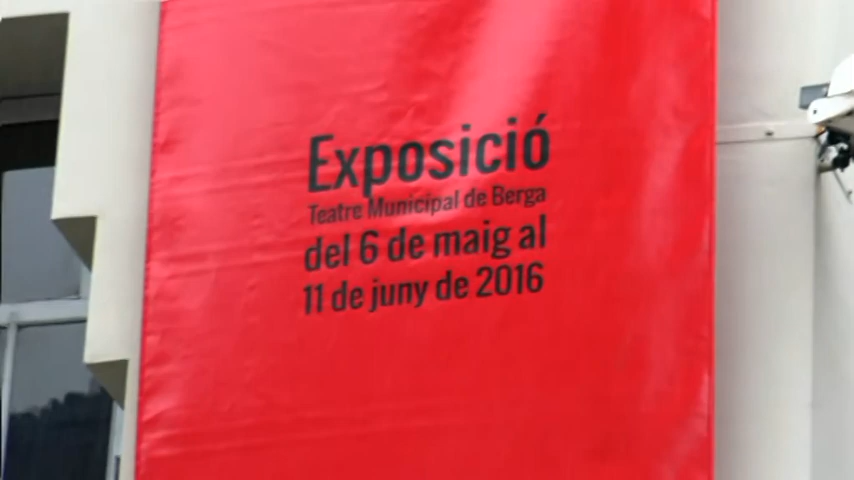 Exposició
Teatre Municipal de Berga
del 6 de maig al
11 de juny de 2016